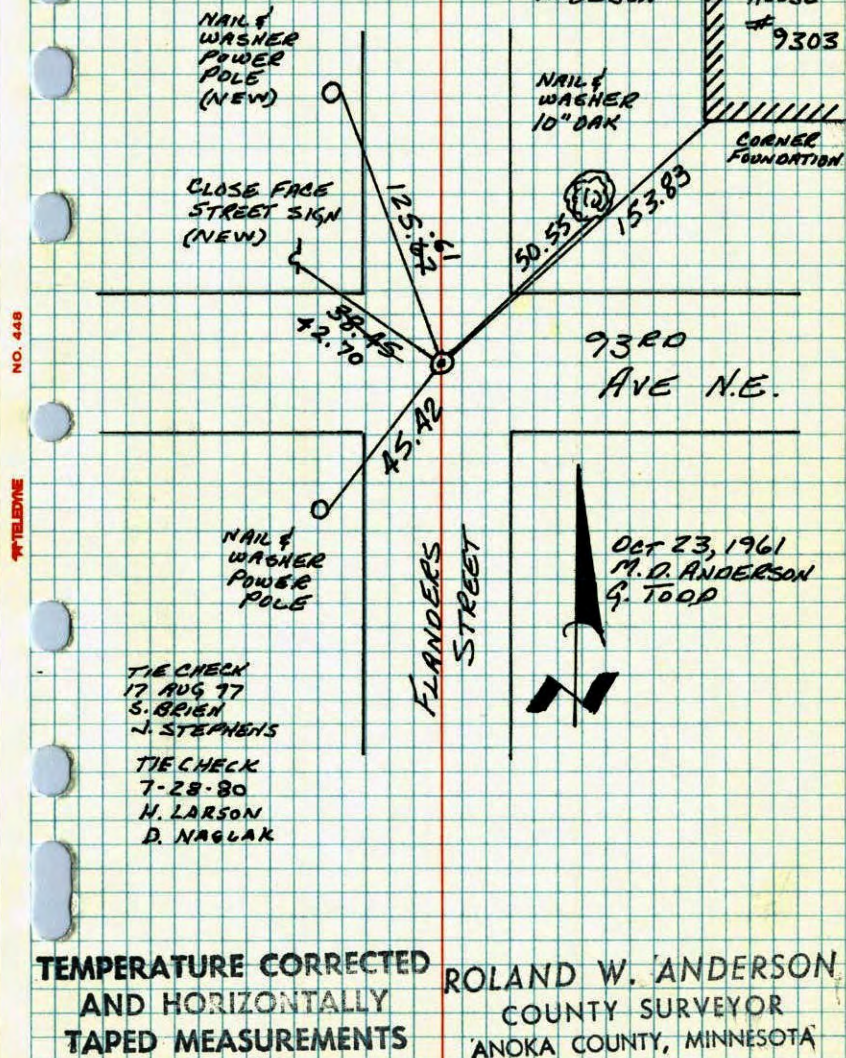 NAIL &
WASHER
POWER
POLE
(NEW)
#
9303
NAIL &
WASHER
10" OAK
CORNER
FOUNDATION
CLOSE FACE
STREET SIGN
(NEW)
125.62
.61
50.55
153.83
38.45
42.70
93RD
AVE N.E.
45.42
NAIL &
WASHER
POWER
POLE
FLANDERS
STREET
OCT 23, 1961
M.D. ANDERSON
G. TODD
N
TIE CHECK
17 AUG 77
S. BRIEN
J. STEPHENS
TIE CHECK
7-28-80
H. LARSON
D. NAGLAK
NO. 448
TELEDYNE
TEMPERATURE CORRECTED
AND HORIZONTALLY
TAPED MEASUREMENTS
ROLAND W. ANDERSON
COUNTY SURVEYOR
ANOKA COUNTY, MINNESOTA